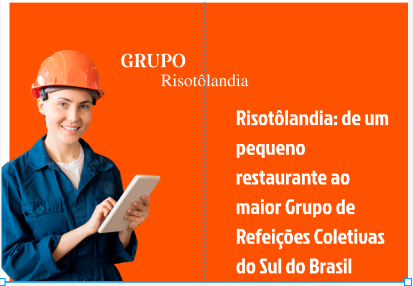 GRUPO
Risotôlandia
Risotôlandia: de um
pequeno
restaurante ao
maior Grupo de
Refeições Coletivas
do Sul do Brasil